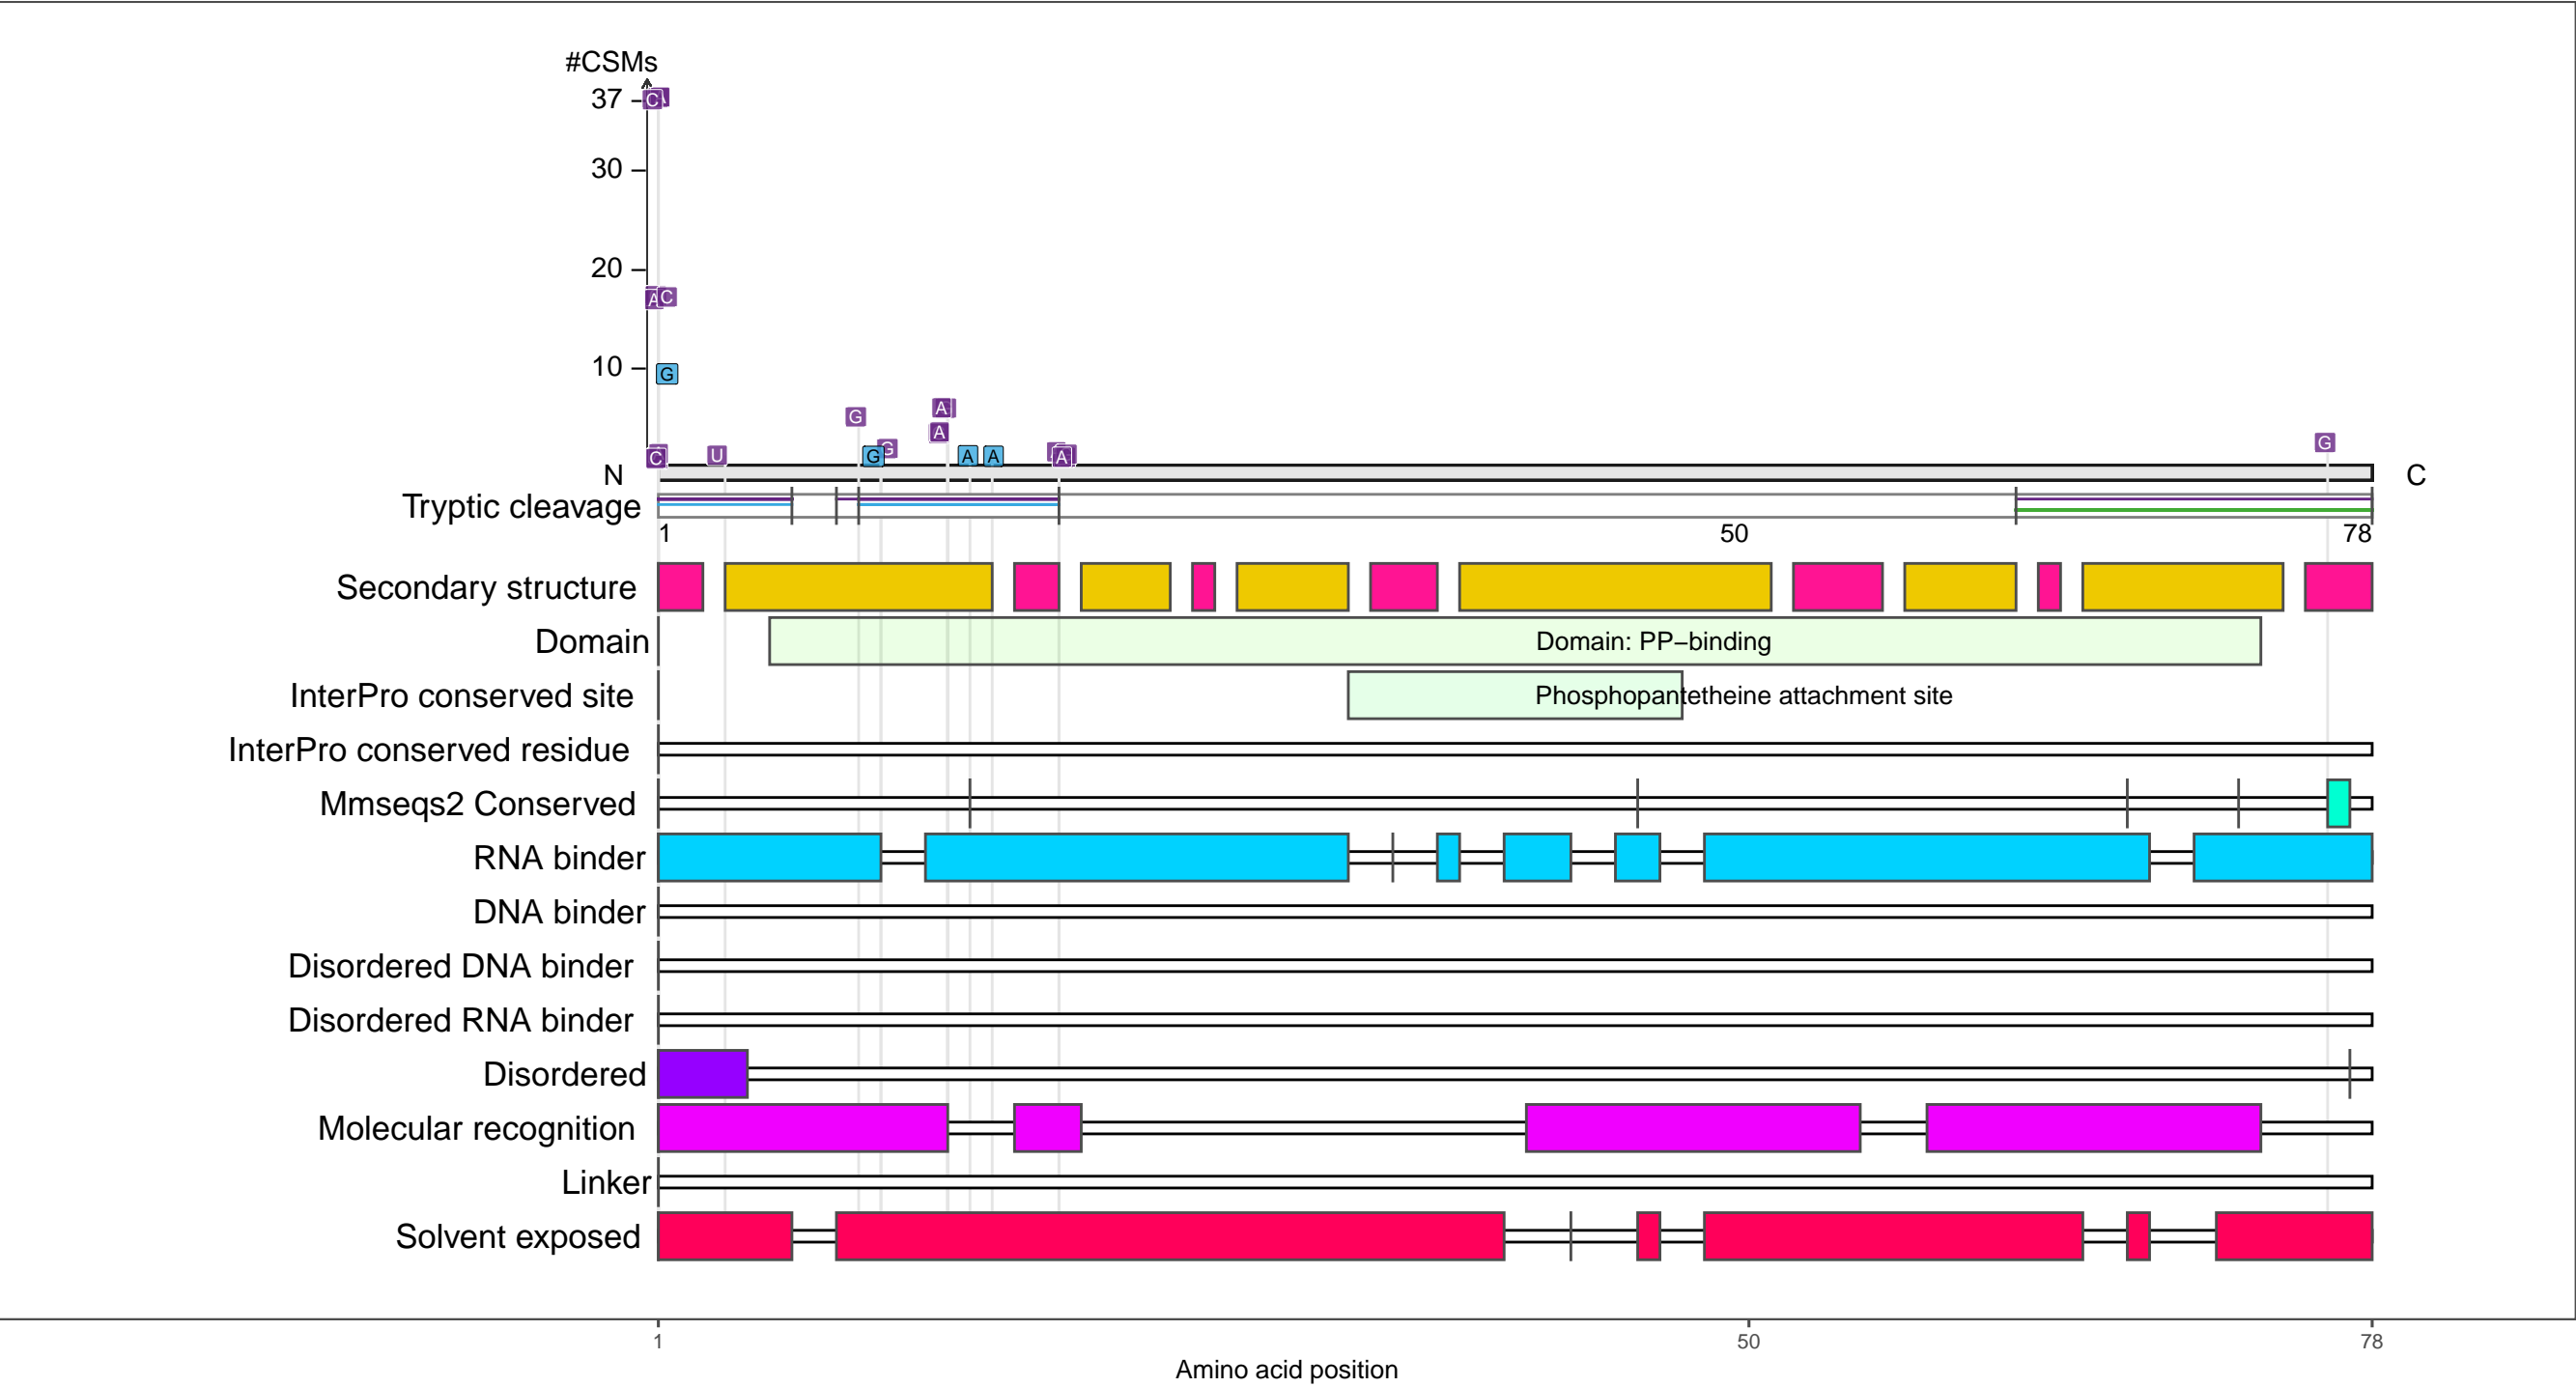 #CSMs
37
C
30
20
A C
10
G
G
A
A
U
G
G
A A
C
A
G
N
C
Tryptic cleavage
1
50
78
Secondary structure
Domain
Domain: PP−binding
InterPro conserved site
Phosphopantetheine attachment site
InterPro conserved residue
Mmseqs2 Conserved
RNA binder
DNA binder
Disordered DNA binder
Disordered RNA binder
Disordered
Molecular recognition
Linker
Solvent exposed
1
50
78
Amino acid position